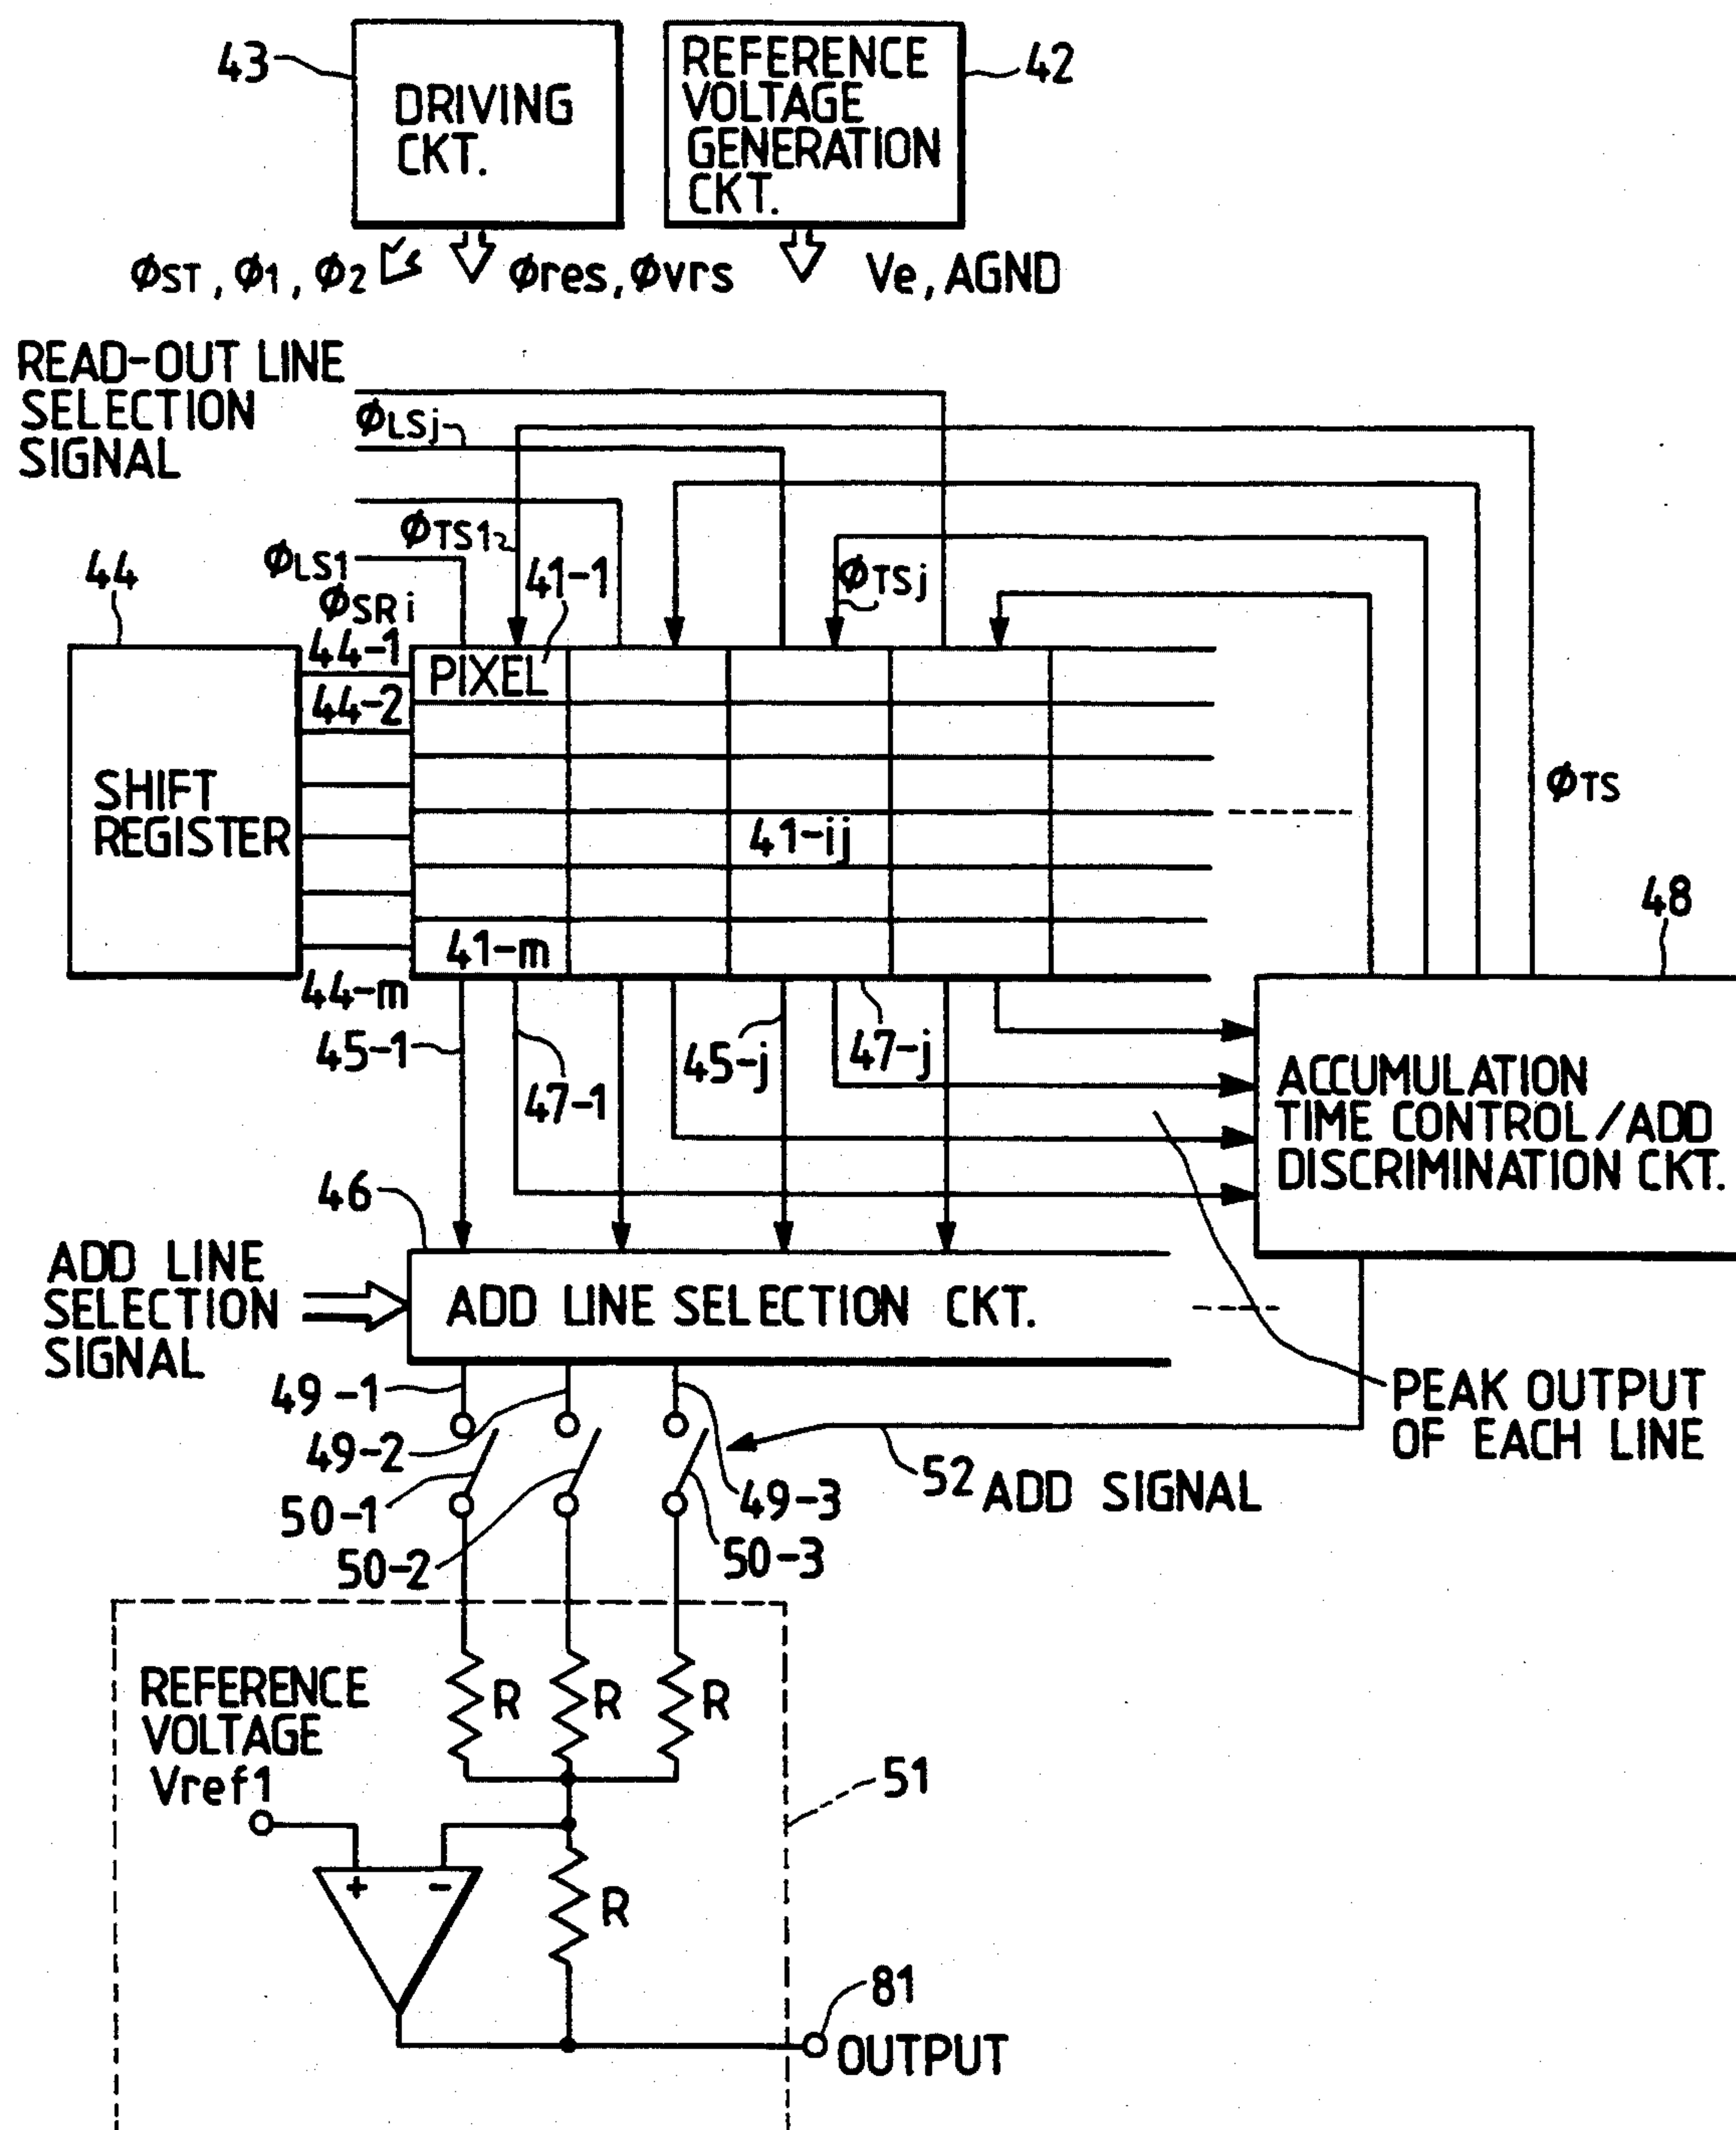 43
DRIVING
CKT.
REFERENCE
VOLTAGE
GENERATION
CKT.
42
ΦST, Φ1, Φ2
Φres, Φvrs
Ve, AGND
READ-OUT LINE
SELECTION
SIGNAL
ΦLSj
ΦTS1
ΦLS1
ΦSRi
41-1
ΦTSj
44
44-1
44-2
PIXEL
SHIFT
REGISTER
41-ij
ΦTS
41-m
44-m
48
45-1
47-1
45-j
47-j
ACCUMULATION
TIME CONTROL/ADD
DISCRIMINATION CKT.
46
ADD LINE
SELECTION
SIGNAL
ADD LINE SELECTION CKT.
PEAK OUTPUT
OF EACH LINE
49-1
49-2
49-3
50-1
50-2
50-3
52 ADD SIGNAL
REFERENCE
VOLTAGE
Vref1
R
R
R
51
+
-
R
81
OUTPUT